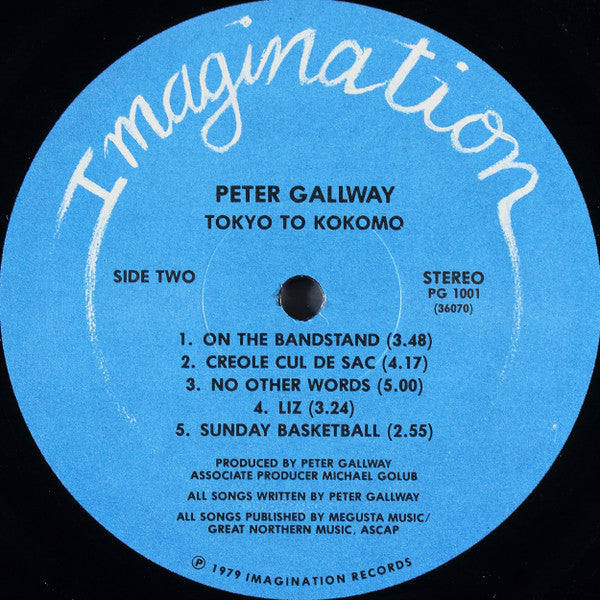 Imagination
PETER GALLWAY
TOKYO TO KOKOMO
SIDE TWO
STEREO
PG 1001
(36070)
1. ON THE BANDSTAND (3.48)
2. CREOLE CUL DE SAC (4.17)
3. NO OTHER WORDS (5.00)
4. LIZ (3.24)
5. SUNDAY BASKETBALL (2.55)
PRODUCED BY PETER GALLWAY
ASSOCIATE PRODUCER MICHAEL GOLUB
ALL SONGS WRITTEN BY PETER GALLWAY
ALL SONGS PUBLISHED BY MEGUSTA MUSIC/
GREAT NORTHERN MUSIC, ASCAP
℗ 1979 IMAGINATION RECORDS